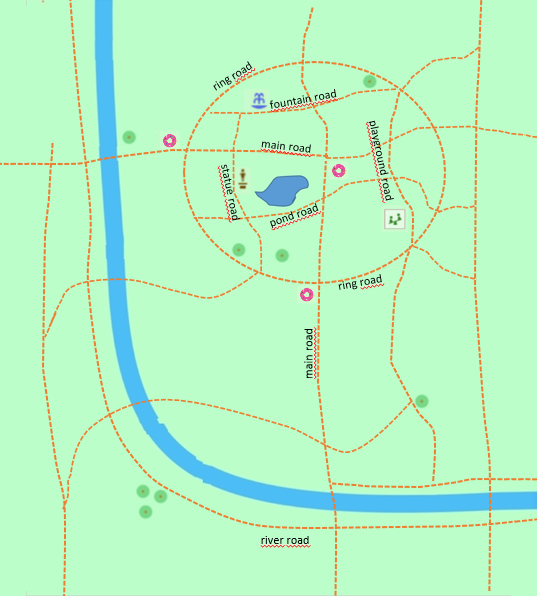 ring road
fountain road
main road
playground road
statue road
pond road
ring road
main road
river road